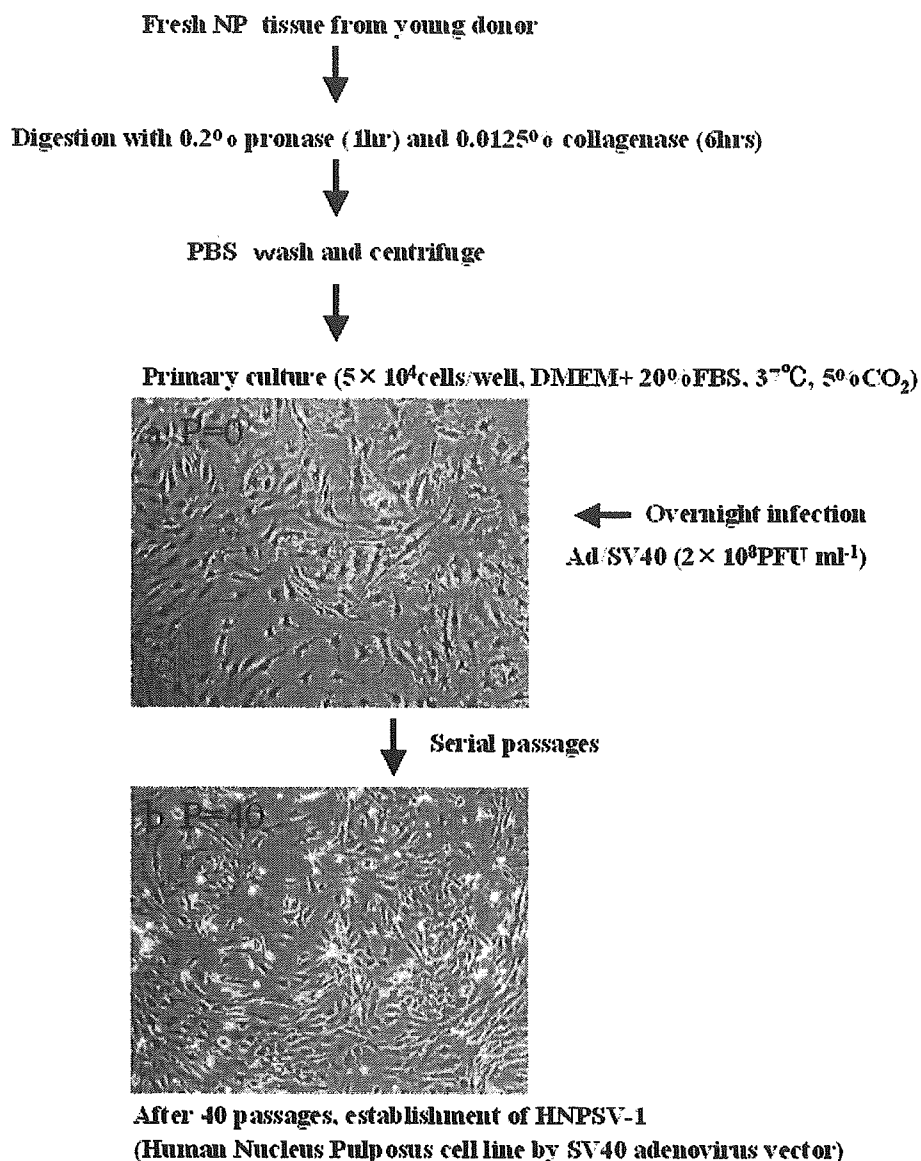 Fresh NP tissue from young donor
Digestion with 0.2% pronase (1hr) and 0.0125% collagenase (6hrs)
PBS wash and centrifuge
Primary culture (5 × 10⁴cells/well, DMEM+ 20%FBS, 37°C, 5%CO₂)
a P=0
Overnight infection
Ad/SV40 (2 × 10⁸PFU ml⁻¹)
Serial passages
b P=40
After 40 passages, establishment of HNPSV-1
(Human Nucleus Pulposus cell line by SV40 adenovirus vector)